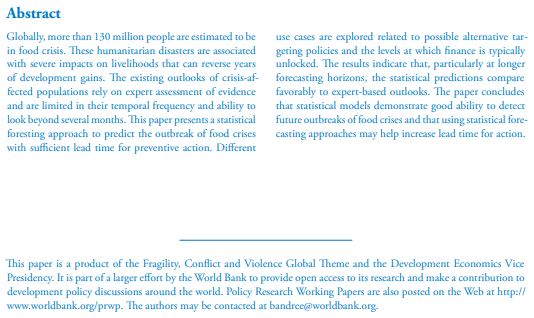 Abstract
Globally, more than 130 million people are estimated to be
in food crisis. These humanitarian disasters are associated
with severe impacts on livelihoods that can reverse years
of development gains. The existing outlooks of crisis-af-
fected populations rely on expert assessment of evidence
and are limited in their temporal frequency and ability to
look beyond several months. This paper presents a statistical
foresting approach to predict the outbreak of food crises
with sufficient lead time for preventive action. Different
use cases are explored related to possible alternative tar-
geting policies and the levels at which finance is typically
unlocked. The results indicate that, particularly at longer
forecasting horizons, the statistical predictions compare
favorably to expert-based outlooks. The paper concludes
that statistical models demonstrate good ability to detect
future outbreaks of food crises and that using statistical fore-
casting approaches may help increase lead time for action.
This paper is a product of the Fragility, Conflict and Violence Global Theme and the Development Economics Vice
Presidency. It is part of a larger effort by the World Bank to provide open access to its research and make a contribution to
development policy discussions around the world. Policy Research Working Papers are also posted on the Web at http://
www.worldbank.org/prwp. The authors may be contacted at bandree@worldbank.org.